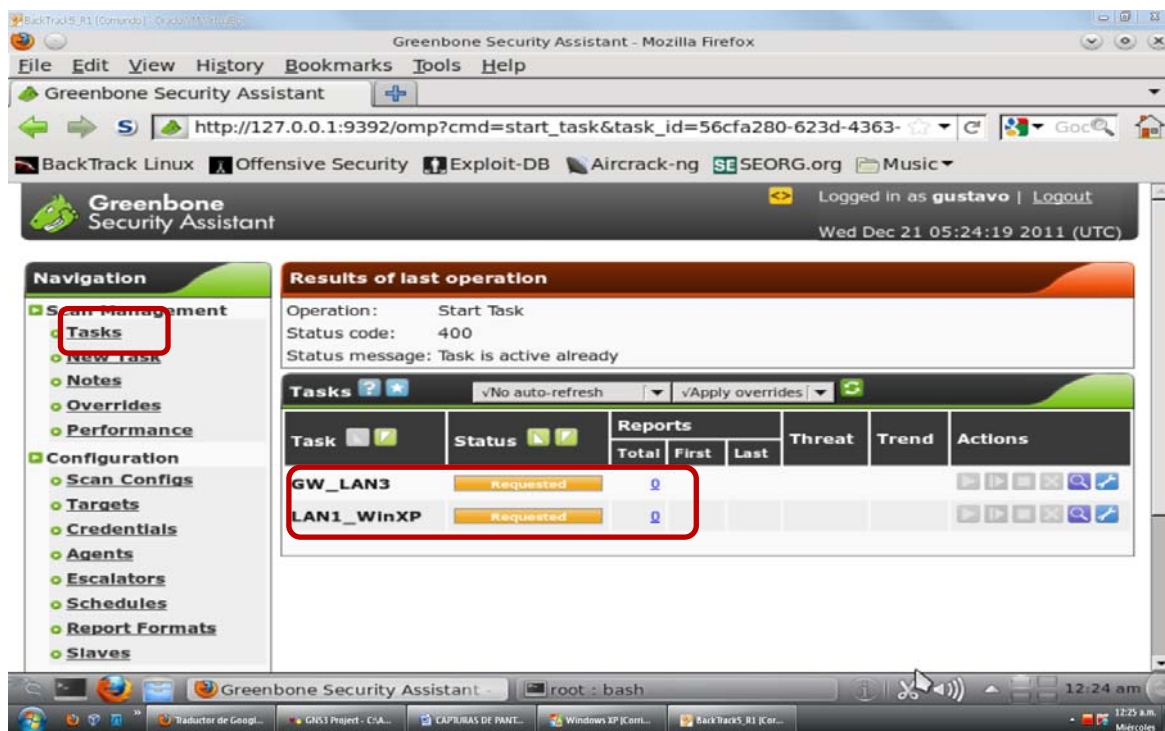 BackTrack5_R1 [Corriendo] - Oracle VM VirtualBox
Greenbone Security Assistant - Mozilla Firefox
File Edit View History Bookmarks Tools Help
Greenbone Security Assistant
http://127.0.0.1:9392/omp?cmd=start_task&task_id=56cfa280-623d-4363-
BackTrack Linux Offensive Security Exploit-DB Aircrack-ng SEORG.org Music
Greenbone
Security Assistant
Logged in as gustavo | Logout
Wed Dec 21 05:24:19 2011 (UTC)
Navigation
Scan Management
Tasks
New Task
Notes
Overrides
Performance
Configuration
Scan Configs
Targets
Credentials
Agents
Escalators
Schedules
Report Formats
Slaves
Results of last operation
Operation: Start Task
Status code: 400
Status message: Task is active already
Tasks √No auto-refresh √Apply overrides
Task Status Reports Threat Trend Actions
Total First Last
GW_LAN3 Requested 0
LAN1_WinXP Requested 0
Greenbone Security Assistant - root : bash 12:24 am
Traductor de Googl... GNS3 Project - C:\A... CAPTURAS DE PANT... Windows XP [Corri... BackTrack5_R1 [Cor... 12:25 a.m.
Miércoles